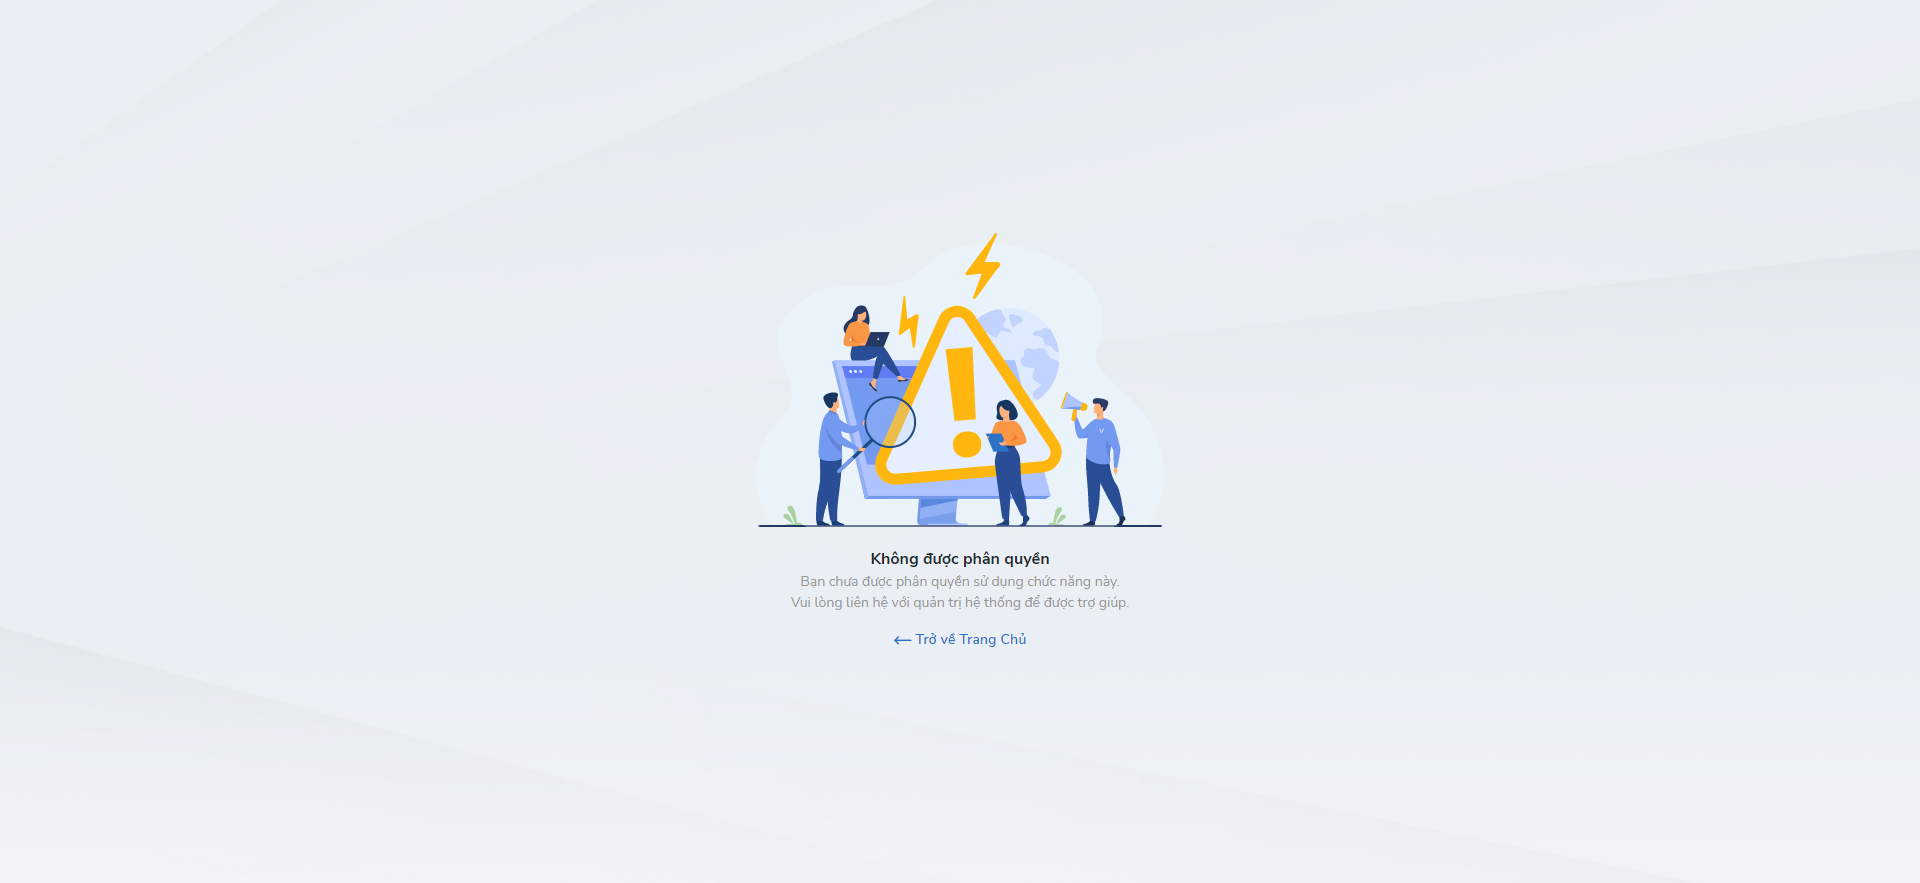 Không được phân quyền
Bạn chưa được phân quyền sử dụng chức năng này.
Vui lòng liên hệ với quản trị hệ thống để được trợ giúp.
Trở về Trang Chủ